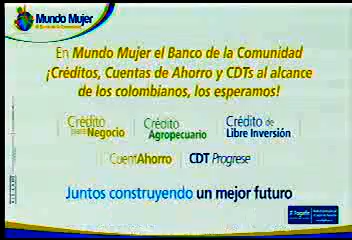 Mundo Mujer
En Mundo Mujer el Banco de la Comunidad
¡Créditos, Cuentas de Ahorro y CDTs al alcance
de los colombianos, los esperamos!
Crédito para Negocio
Crédito Agropecuario
Crédito de Libre Inversión
CuentAhorro
CDT Progrese
Juntos construyendo un mejor futuro
Fogafín